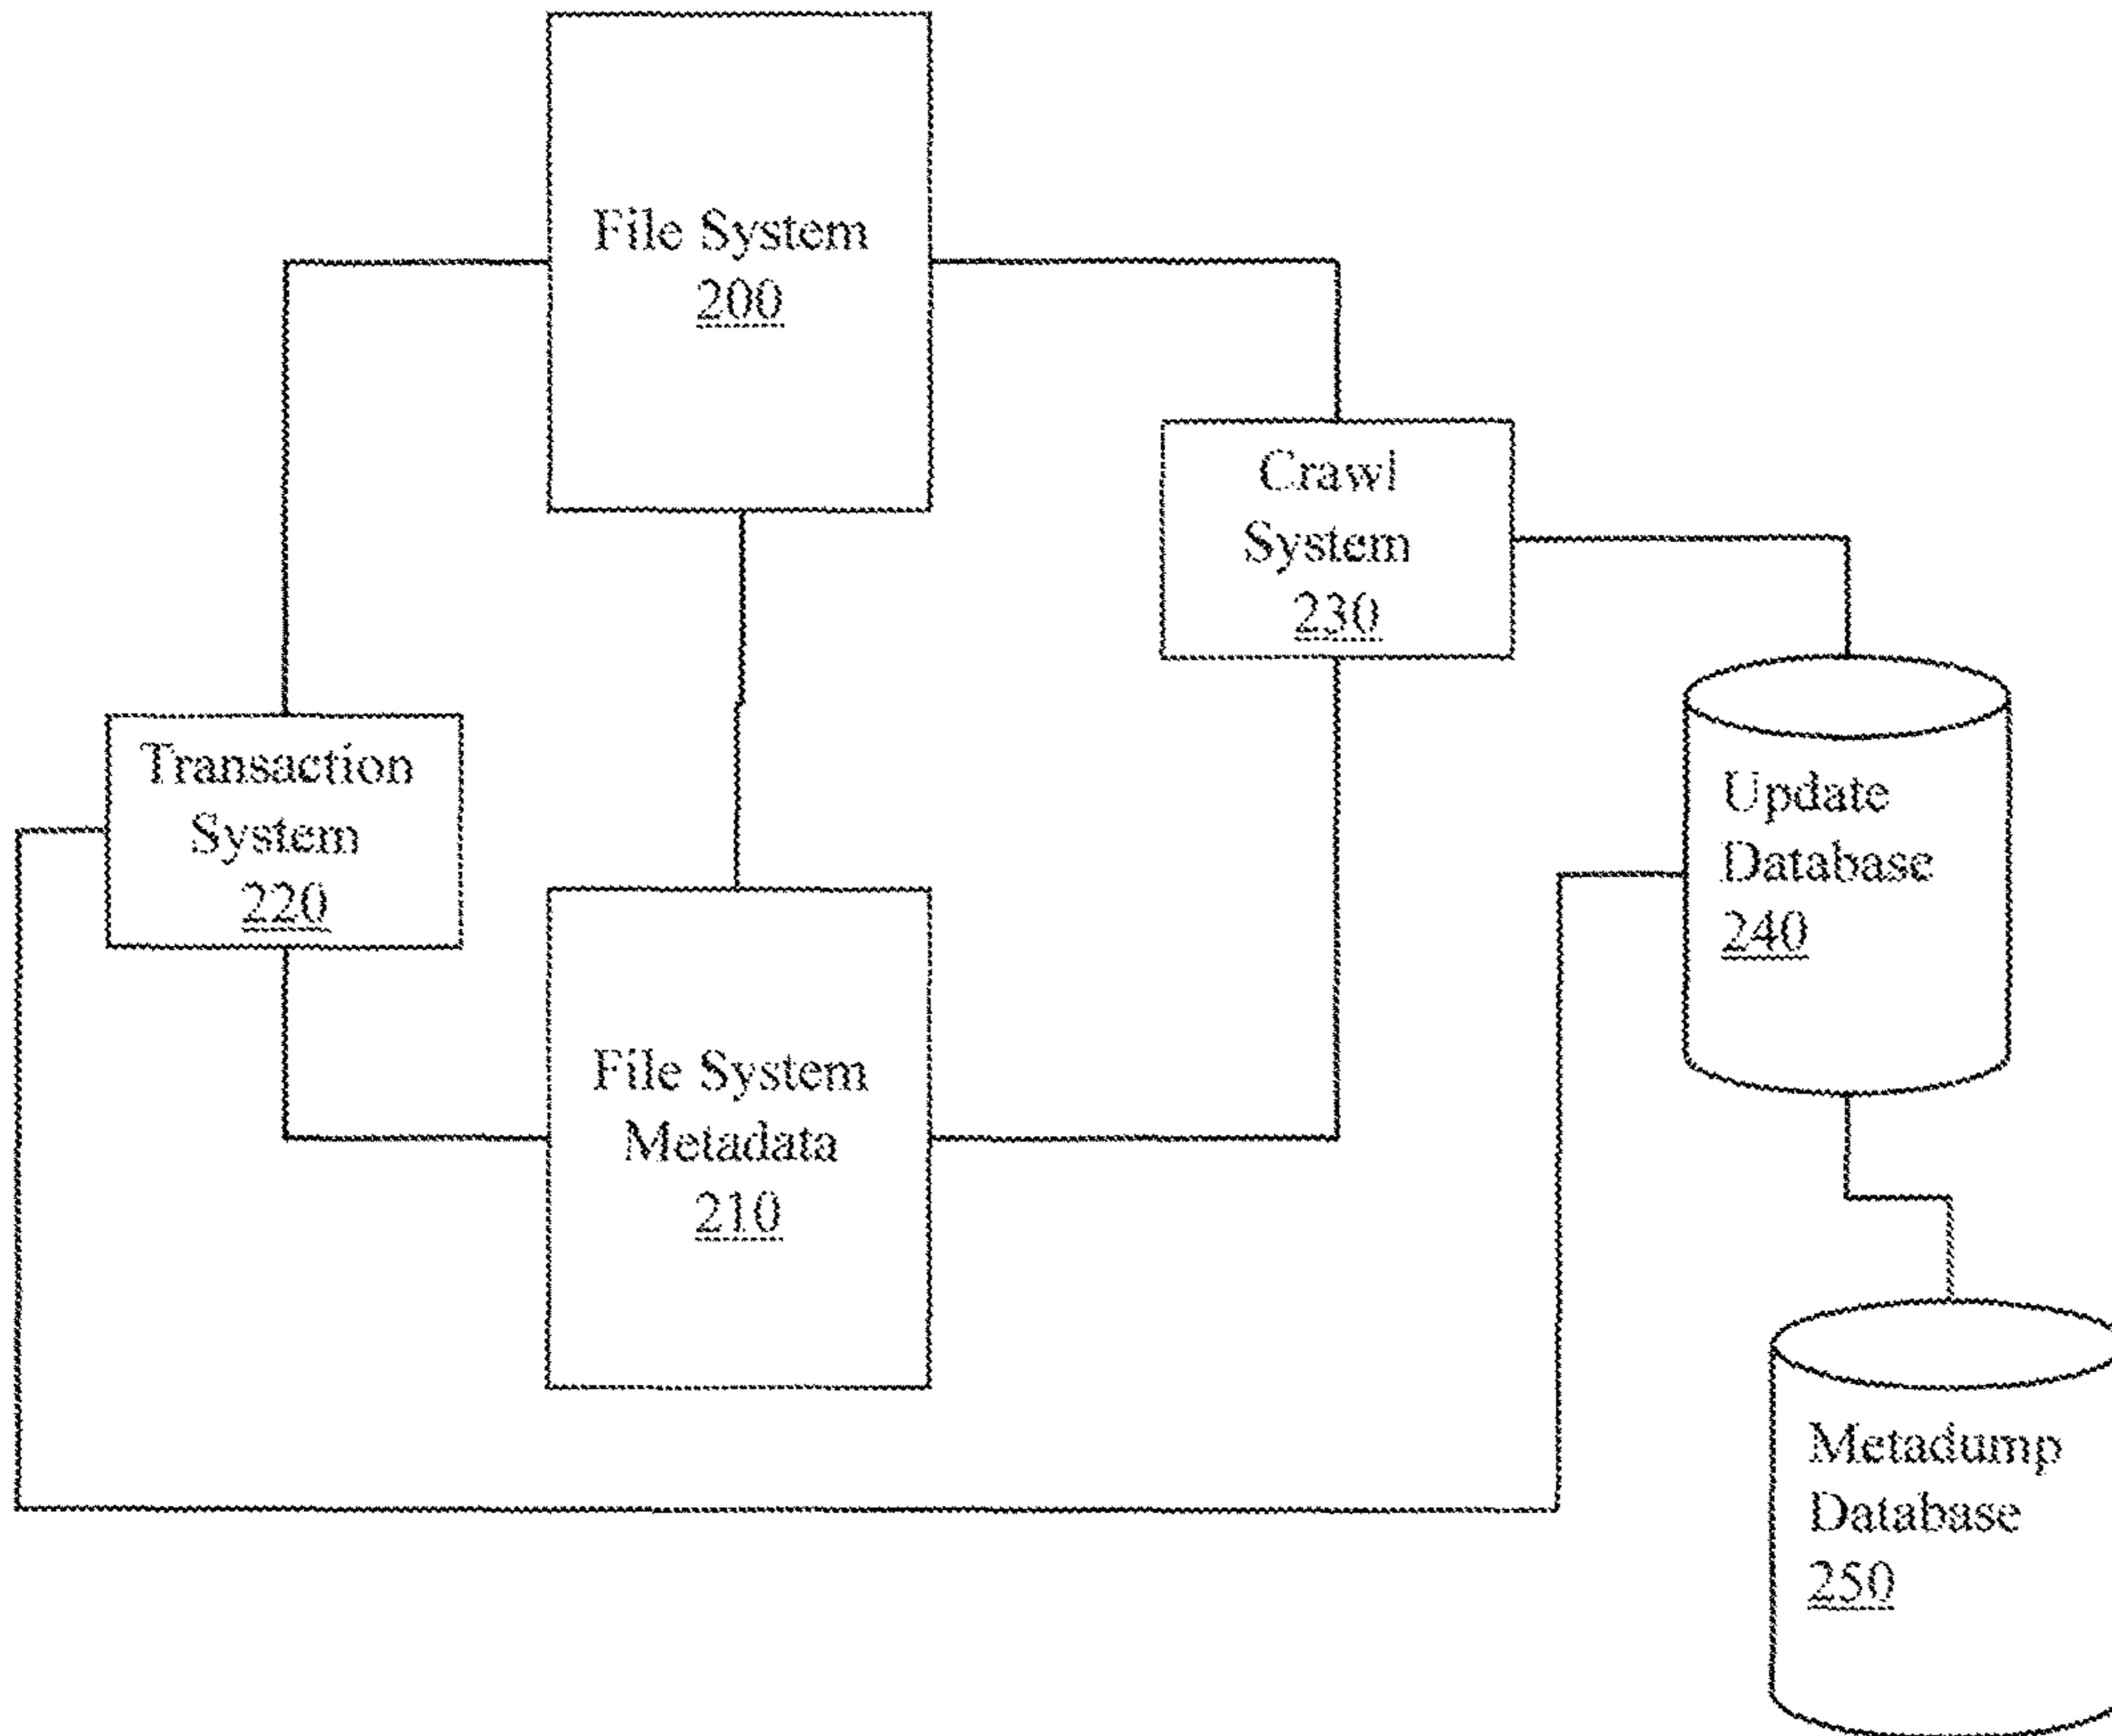 File System
200
Crawl
System
230
Transaction
System
220
Update
Database
240
File System
Metadata
210
Metadump
Database
250